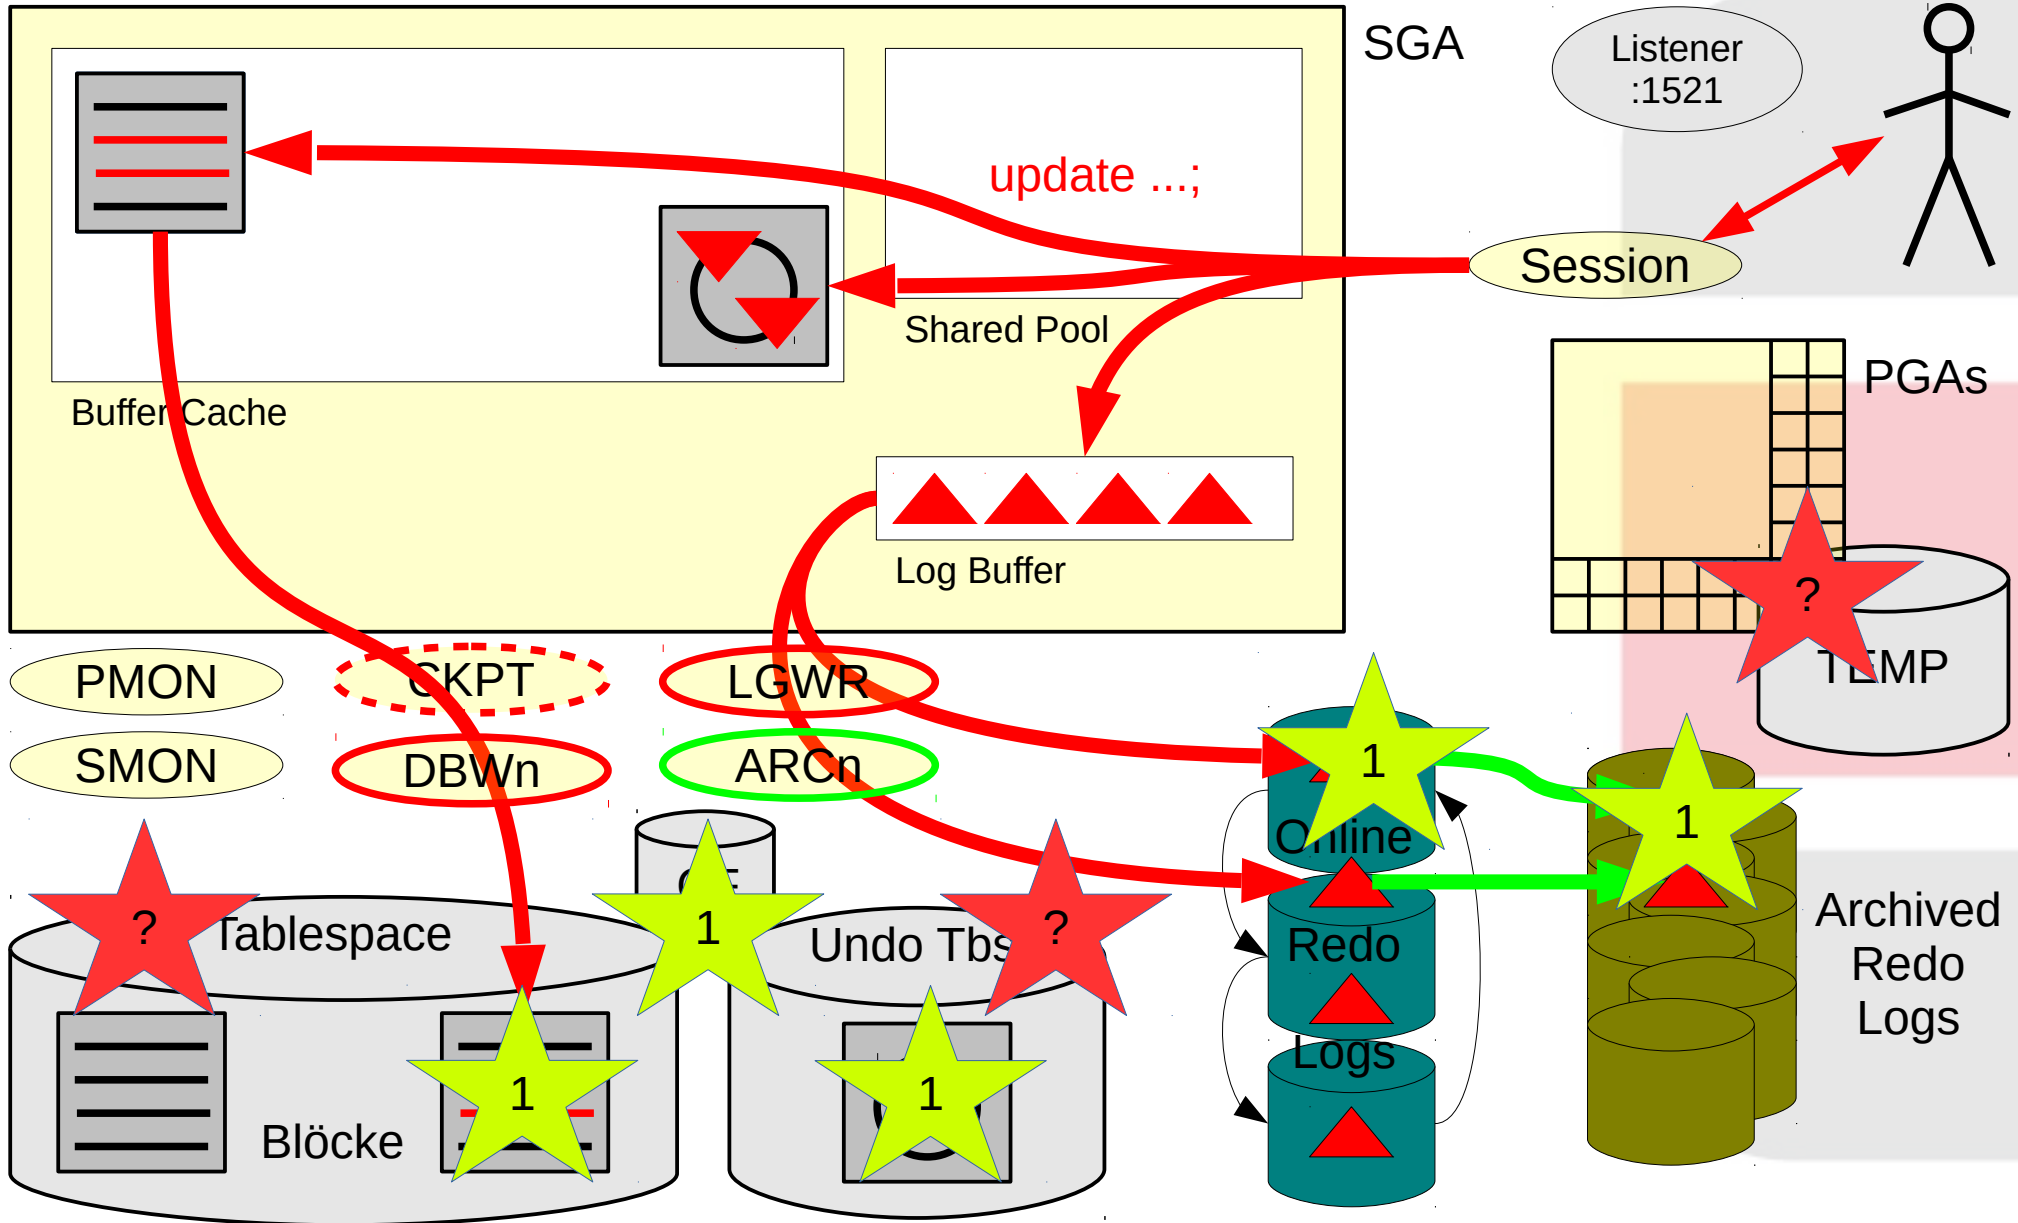 SGA
Listener
:1521
update ...;
Session
Shared Pool
PGAs
Buffer Cache
Log Buffer
?
TEMP
PMON
CKPT
LGWR
SMON
DBWn
ARCn
1
1
Online
?
Tablespace
1
Undo Tbs
?
Redo
Logs
Archived
Redo
Logs
1
1
Blöcke